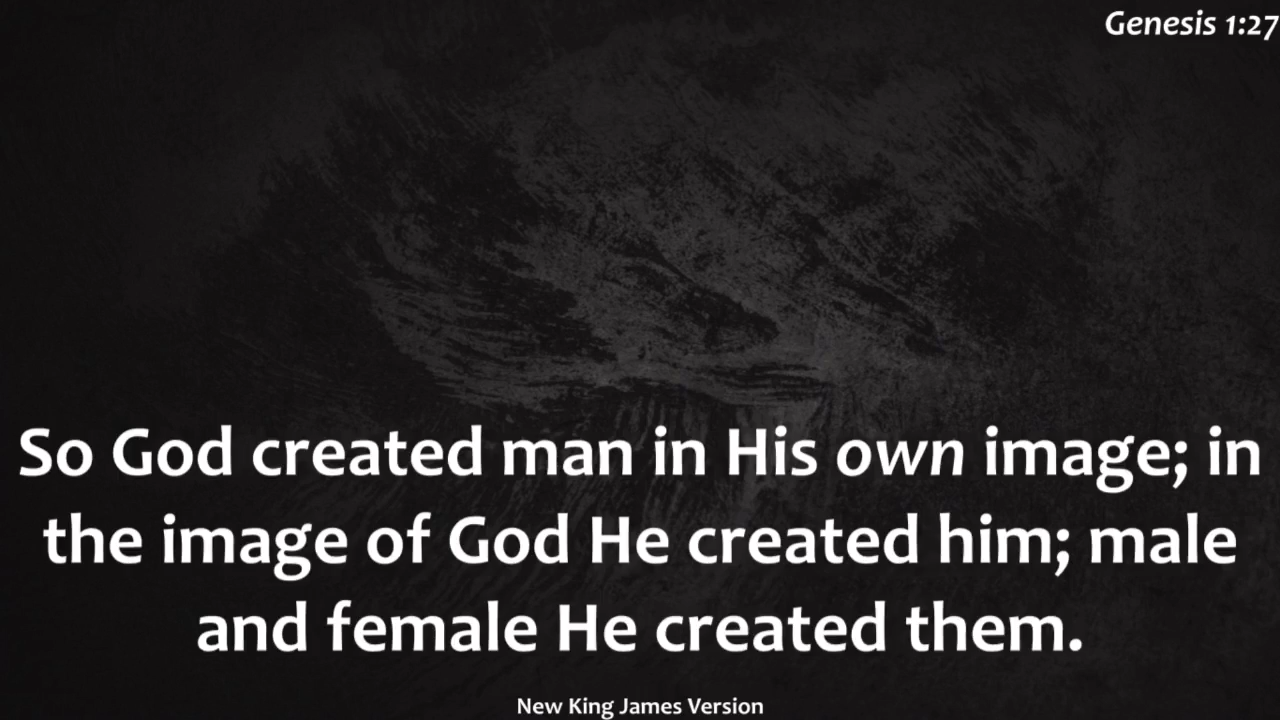 Genesis 1:27
So God created man in His own image; in
the image of God He created him; male
and female He created them.
New King James Version